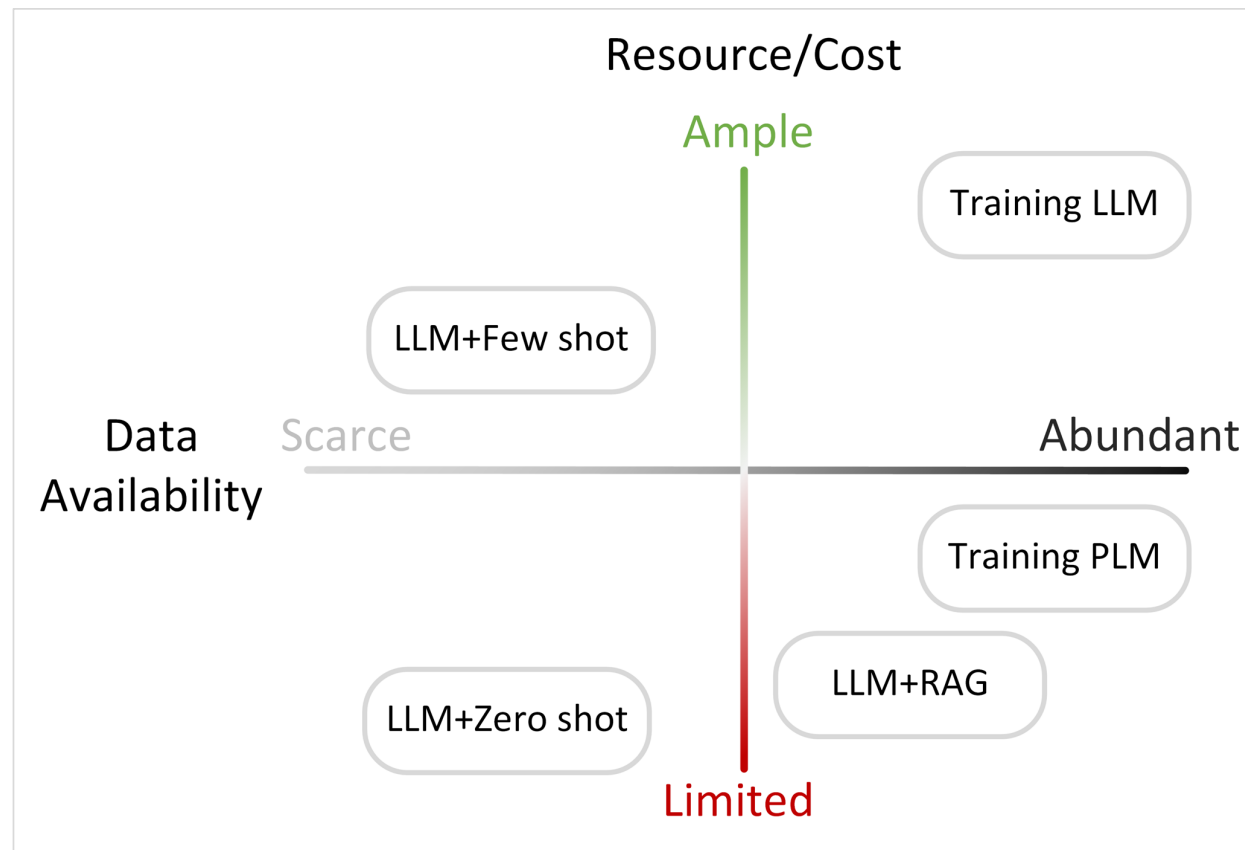 Resource/Cost
Ample
Training LLM
LLM+Few shot
Data
Availability
Scarce
Abundant
Training PLM
LLM+RAG
LLM+Zero shot
Limited